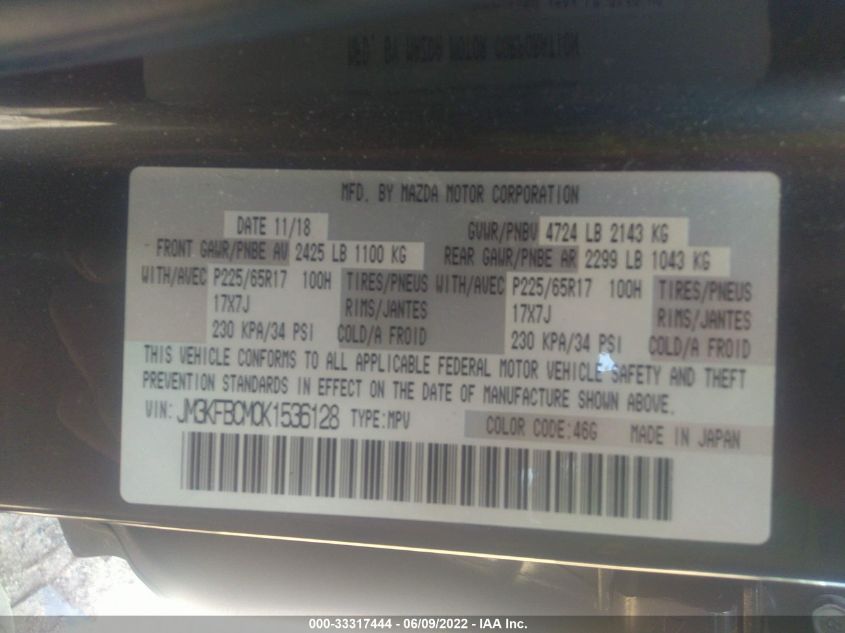 MFD. BY MAZDA MOTOR CORPORATION
DATE 11/18 GVWR/PNBV 4724 LB 2143 KG
FRONT GAWR/PNBE AV 2425 LB 1100 KG REAR GAWR/PNBE AR 2299 LB 1043 KG
WITH/AVEC P225/65R17 100H TIRES/PNEUS WITH/AVEC P225/65R17 100H TIRES/PNEUS
17X7J RIMS/JANTES 17X7J RIMS/JANTES
230 KPA/34 PSI COLD/A FROID 230 KPA/34 PSI COLD/A FROID
THIS VEHICLE CONFORMS TO ALL APPLICABLE FEDERAL MOTOR VEHICLE SAFETY AND THEFT
PREVENTION STANDARDS IN EFFECT ON THE DATE OF MANUFACTURE SHOWN ABOVE.
VIN: JM3KFBCM0K1536128 TYPE:MPV COLOR CODE:46G MADE IN JAPAN
000-33317444 / 06/09/2022 - IAA Inc.